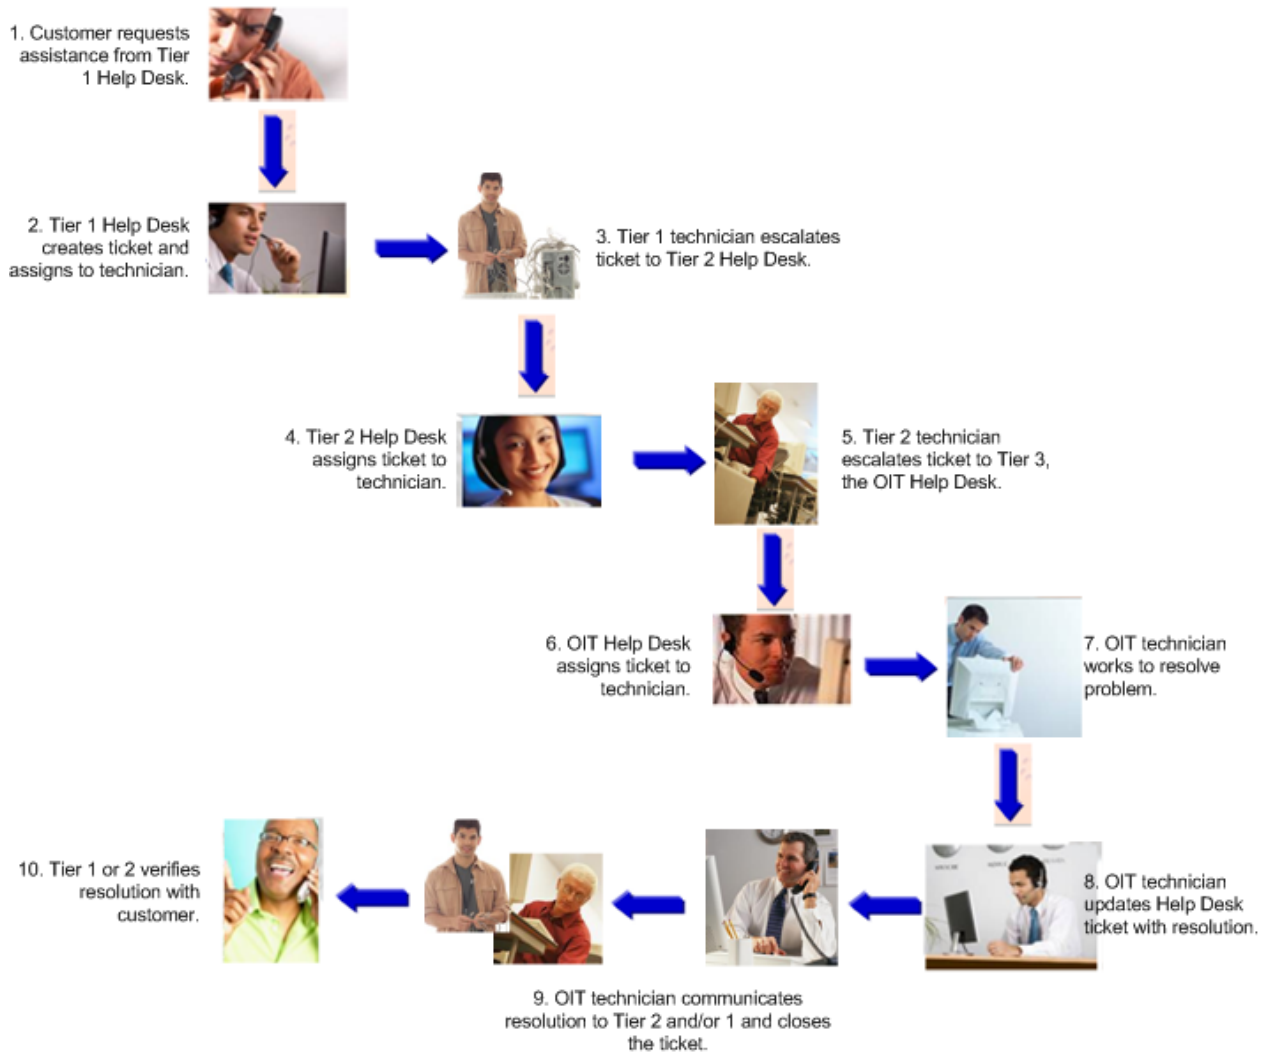 1. Customer requests
assistance from Tier
1 Help Desk.
2. Tier 1 Help Desk
creates ticket and
assigns to technician.
3. Tier 1 technician escalates
ticket to Tier 2 Help Desk.
4. Tier 2 Help Desk
assigns ticket to
technician.
5. Tier 2 technician
escalates ticket to Tier 3,
the OIT Help Desk.
6. OIT Help Desk
assigns ticket to
technician.
7. OIT technician
works to resolve
problem.
8. OIT technician
updates Help Desk
ticket with resolution.
9. OIT technician communicates
resolution to Tier 2 and/or 1 and closes
the ticket.
10. Tier 1 or 2 verifies
resolution with
customer.